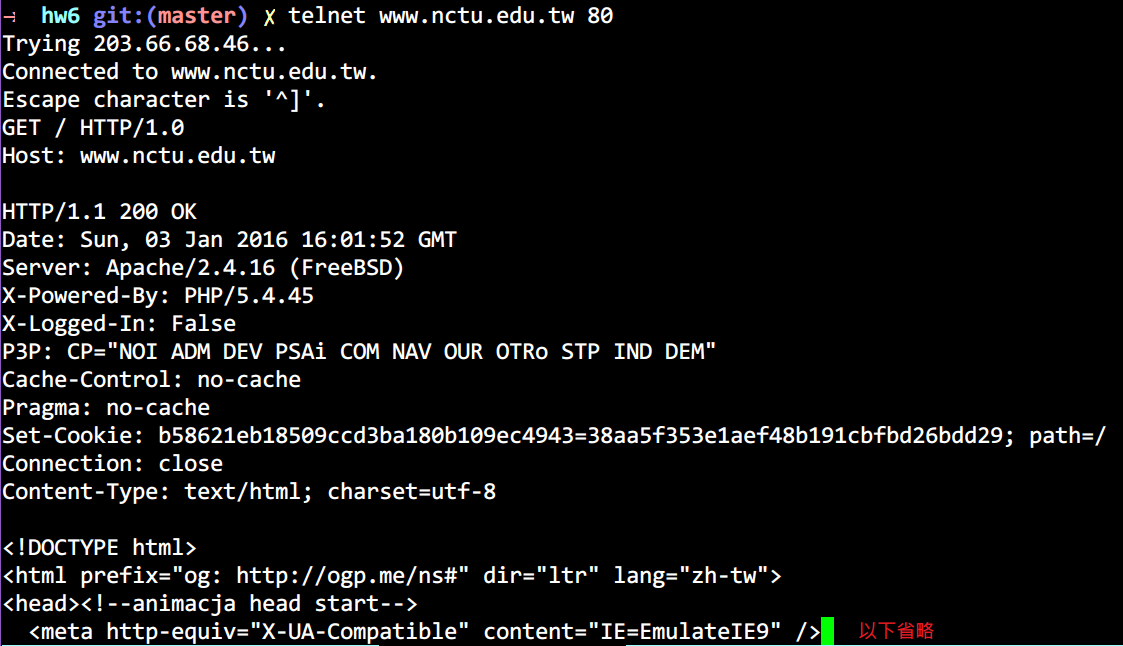 → hw6 git:(master) ✗ telnet www.nctu.edu.tw 80
Trying 203.66.68.46...
Connected to www.nctu.edu.tw.
Escape character is '^]'.
GET / HTTP/1.0
Host: www.nctu.edu.tw
HTTP/1.1 200 OK
Date: Sun, 03 Jan 2016 16:01:52 GMT
Server: Apache/2.4.16 (FreeBSD)
X-Powered-By: PHP/5.4.45
X-Logged-In: False
P3P: CP="NOI ADM DEV PSAi COM NAV OUR OTRo STP IND DEM"
Cache-Control: no-cache
Pragma: no-cache
Set-Cookie: b58621eb18509ccd3ba180b109ec4943=38aa5f353e1aef48b191cbfbd26bdd29; path=/
Connection: close
Content-Type: text/html; charset=utf-8
<!DOCTYPE html>
<html prefix="og: http://ogp.me/ns#" dir="ltr" lang="zh-tw">
<head><!--animacja head start-->
<meta http-equiv="X-UA-Compatible" content="IE=EmulateIE9" /> 以下省略